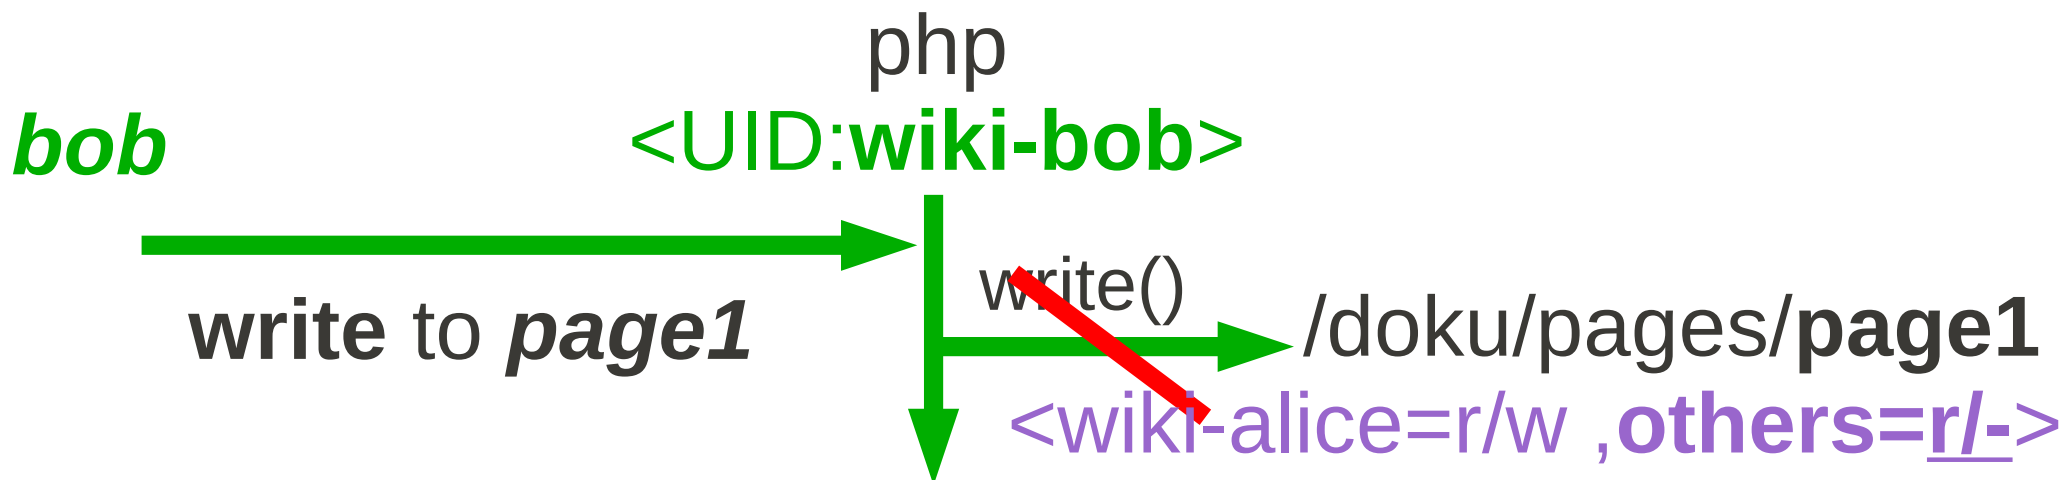 php
bob
<UID:wiki-bob>
write()
write to page1
/doku/pages/page1
<wiki-alice=r/w ,others=r/->